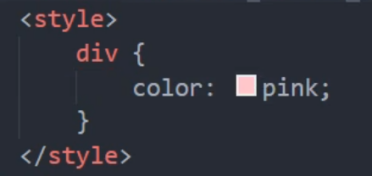 <style>
div {
color: pink;
}
</style>